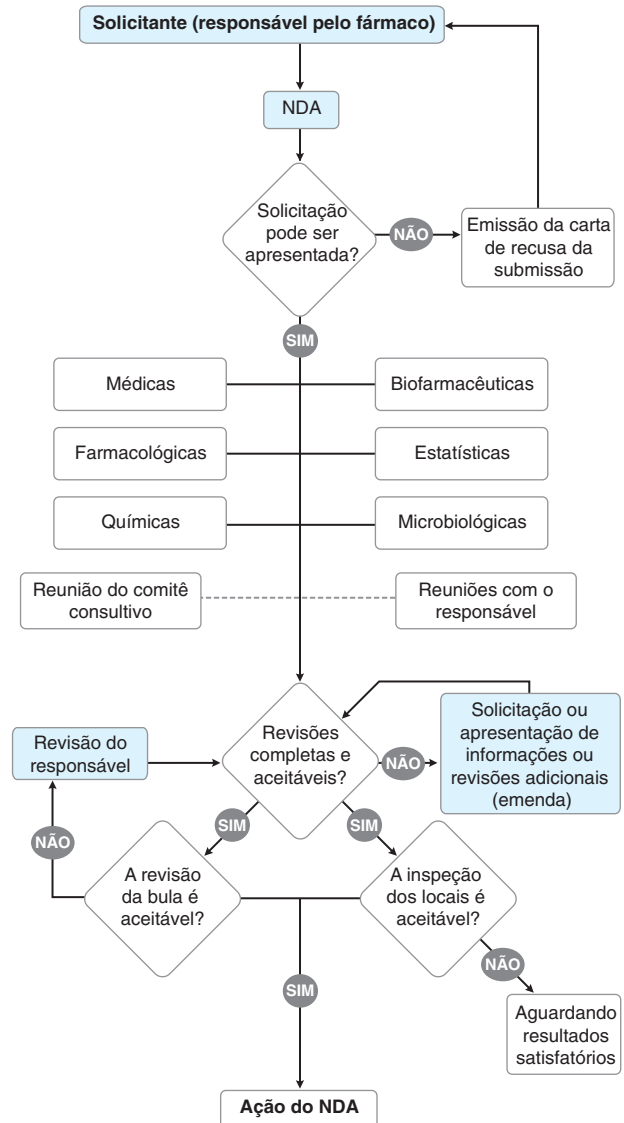 Solicitante (responsável pelo fármaco)
NDA
Solicitação
pode ser
apresentada?
NÃO
Emissão da carta
de recusa da
submissão
SIM
Médicas
Biofarmacêuticas
Farmacológicas
Estatísticas
Químicas
Microbiológicas
Reunião do comitê
consultivo
Reuniões com o
responsável
Revisão do
responsável
Revisões
completas e
aceitáveis?
NÃO
Solicitação ou
apresentação de
informações ou
revisões adicionais
(emenda)
SIM
SIM
NÃO
A revisão
da bula é
aceitável?
A inspeção
dos locais é
aceitável?
NÃO
SIM
Aguardando
resultados
satisfatórios
Ação do NDA